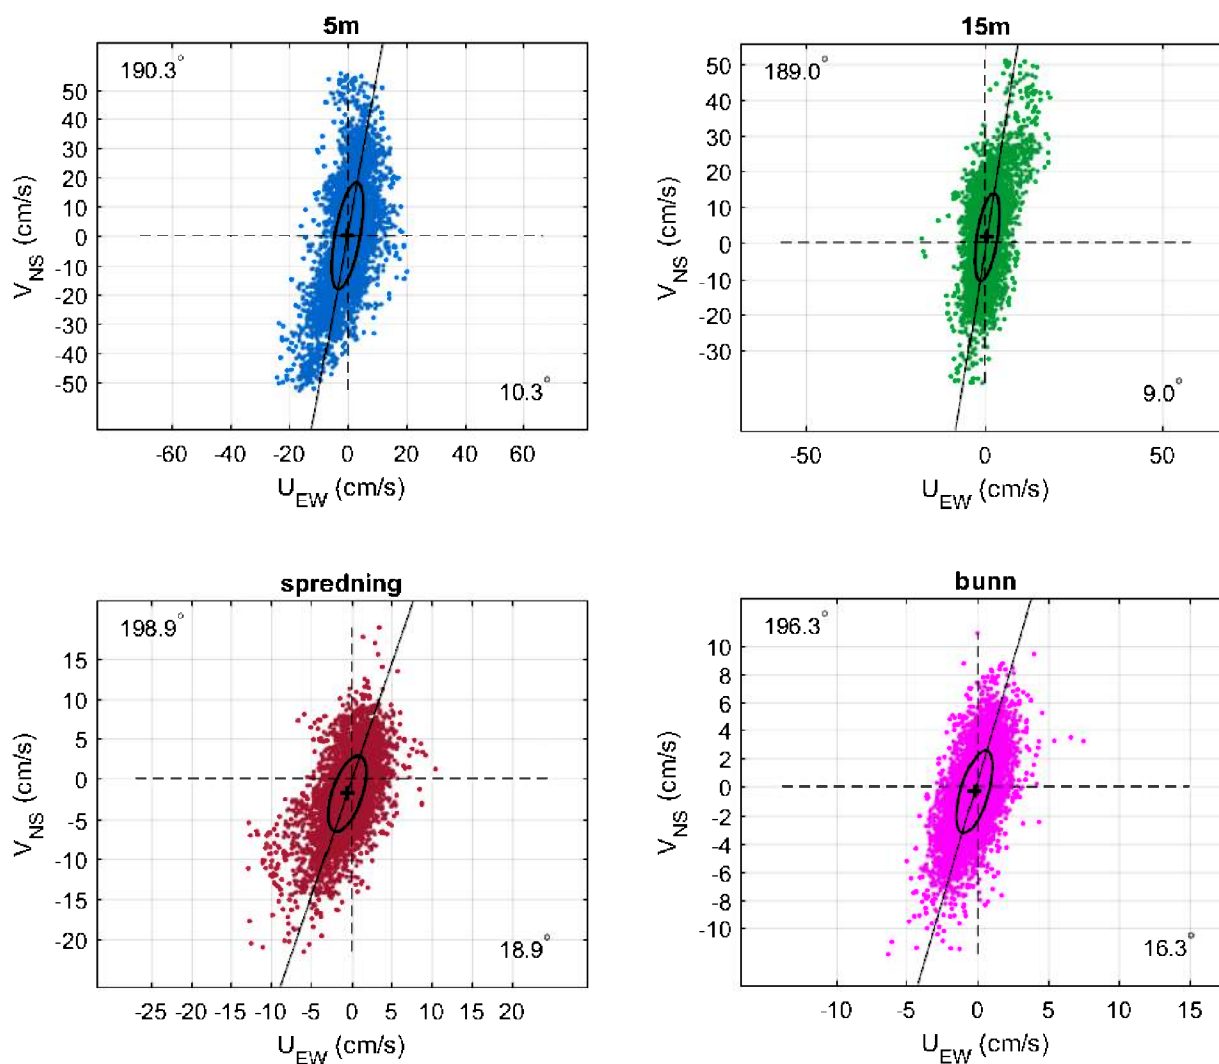 5m
190.3°
50
40
30
20
10
0
-10
-20
-30
-40
-50
V_NS (cm/s)
10.3°
-60 -40 -20 0 20 40 60
U_EW (cm/s)
15m
189.0°
50
40
30
20
10
0
-10
-20
-30
V_NS (cm/s)
9.0°
-50 0 50
U_EW (cm/s)
spredning
198.9°
15
10
5
0
-5
-10
-15
-20
V_NS (cm/s)
18.9°
-25 -20 -15 -10 -5 0 5 10 15 20
U_EW (cm/s)
bunn
196.3°
10
8
6
4
2
0
-2
-4
-6
-8
-10
V_NS (cm/s)
16.3°
-10 -5 0 5 10 15
U_EW (cm/s)